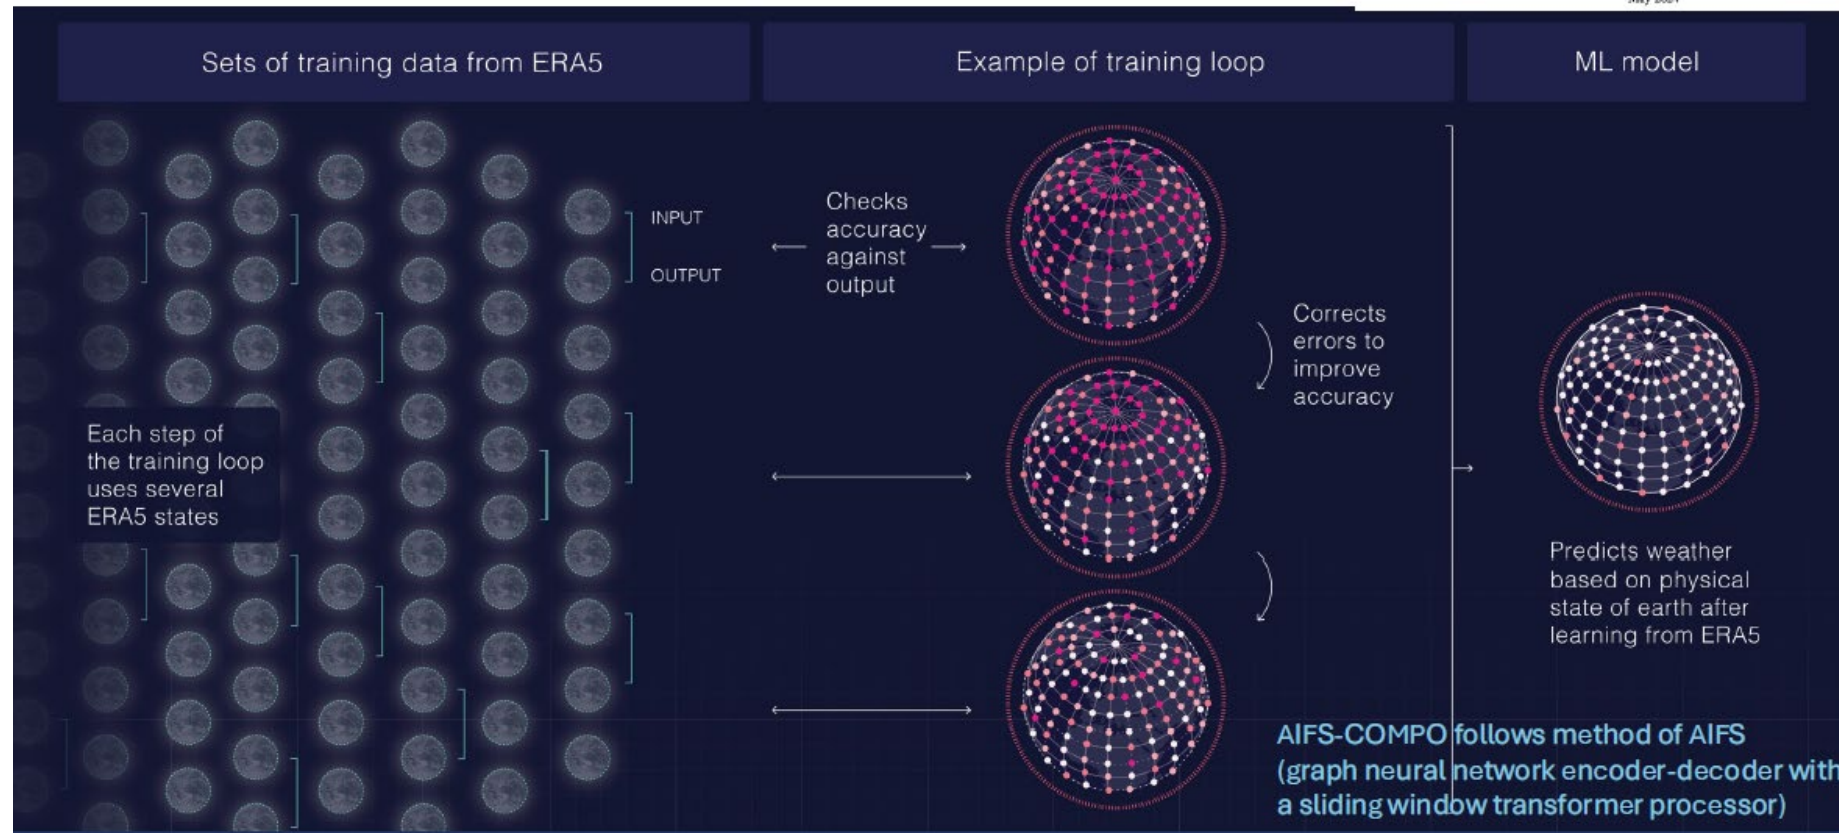 May 2024
Sets of training data from ERA5
Example of training loop
ML model
INPUT
OUTPUT
Each step of
the training loop
uses several
ERA5 states
Checks
accuracy
against
output
Corrects
errors to
improve
accuracy
Predicts weather
based on physical
state of earth after
learning from ERA5
AIFS-COMPO follows method of AIFS
(graph neural network encoder-decoder with
a sliding window transformer processor)